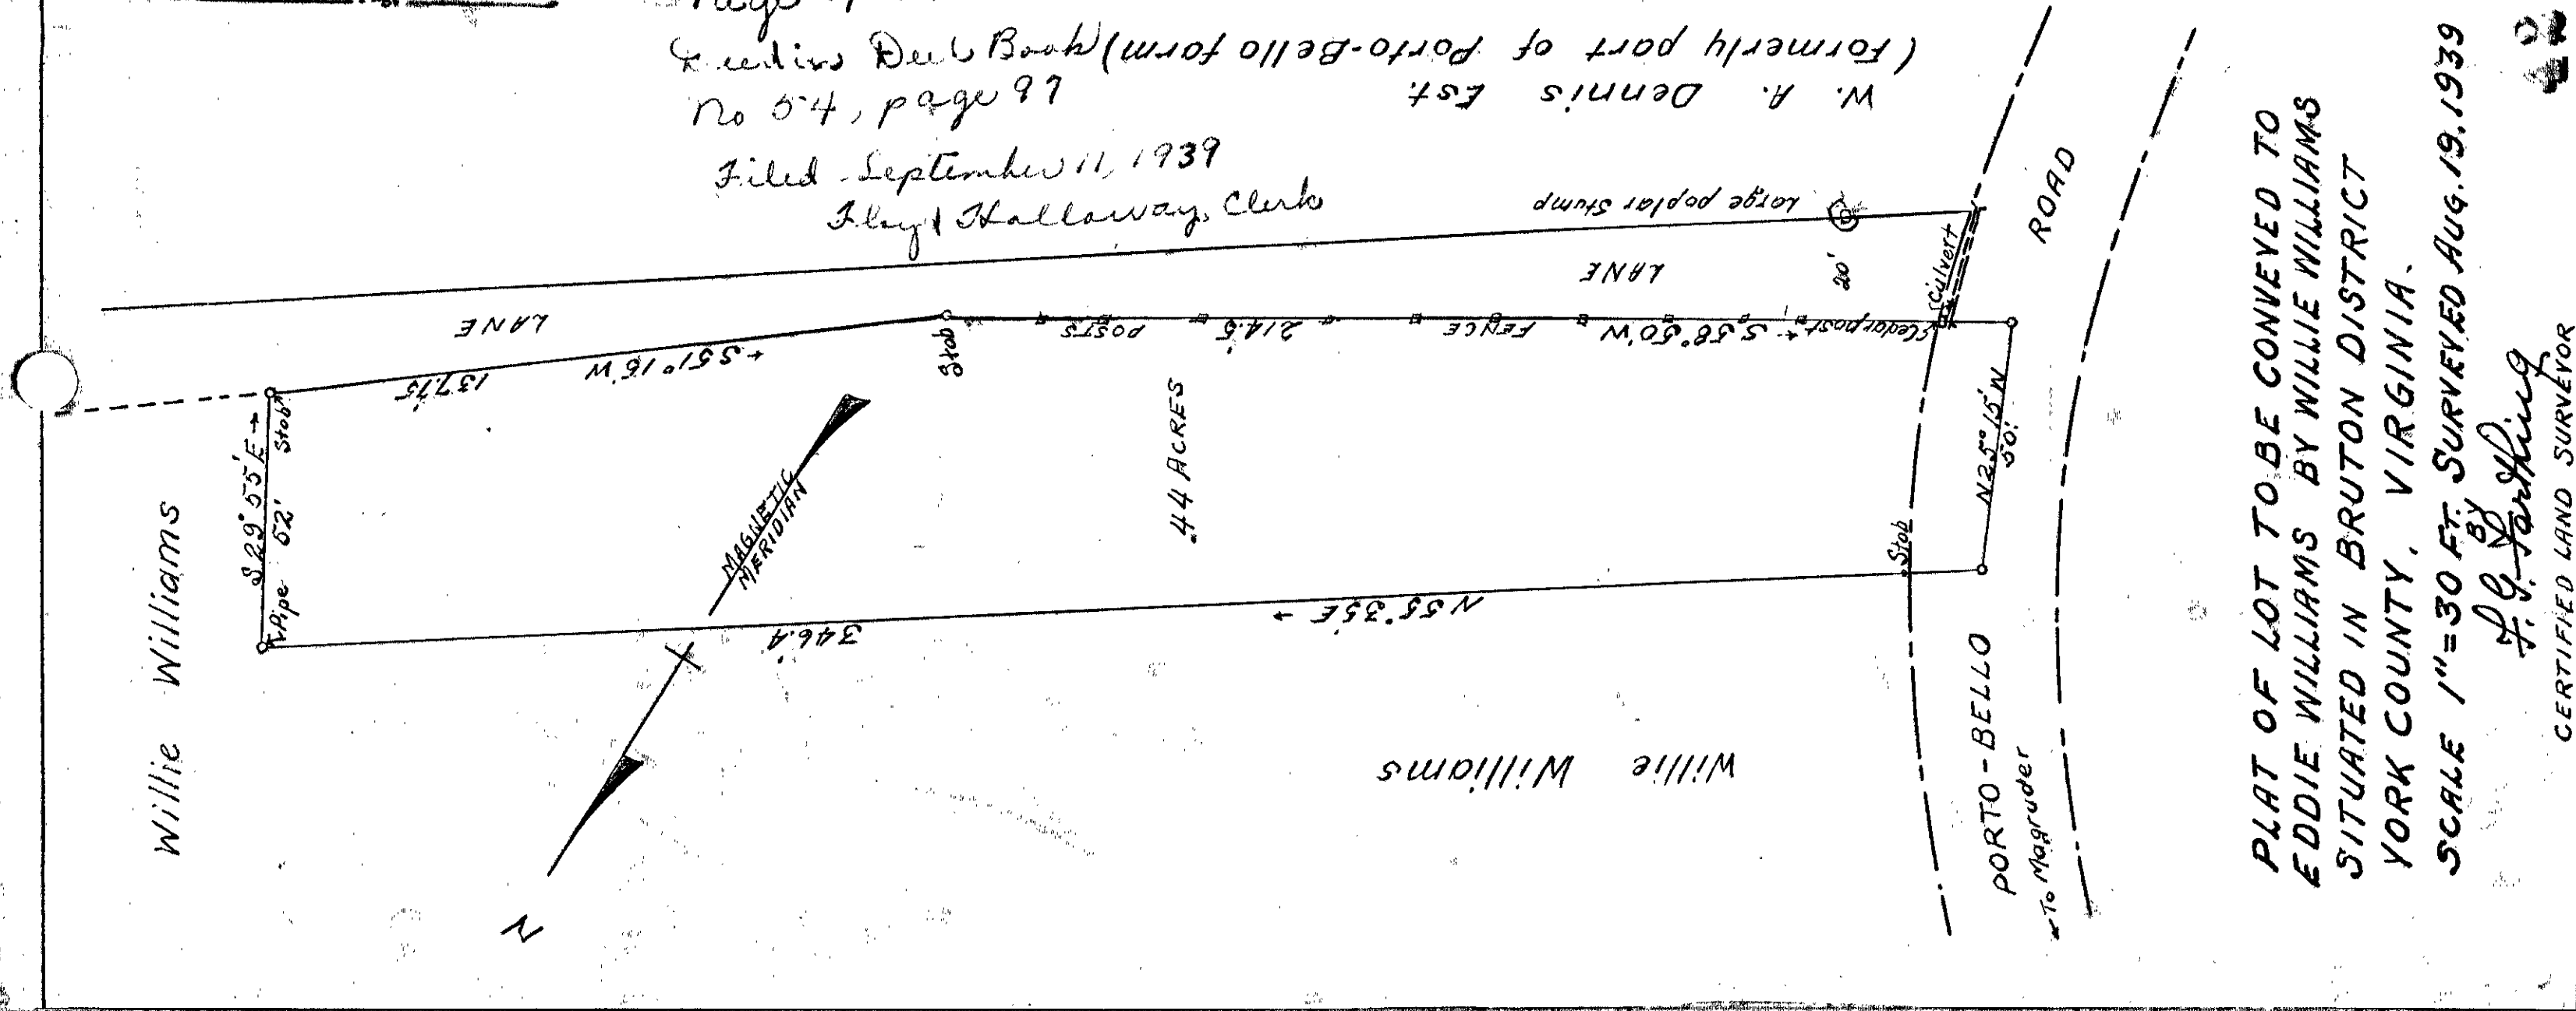 Page
Deed Book
No 54, page 97
Filed September 11, 1939
Floyd Holloway, Clerk
W. A. Dennis Est.
(Formerly part of Porto-Bello farm)
Large poplar Stump
20'
LANE
LANE
Culvert
Cedar post
← S 58° 50' W
FENCE
214.5
POSTS
Stob
← S 51° 15' W
137.75
S 29° 55' E →
52'
Stob
Pipe
Willie Williams
MAGNETIC
MERIDIAN
N
.44 ACRES
346.4
N 55° 35' E →
Stob
N 25° 15' W
50'
PORTO-BELLO ROAD
← To Magruder
Willie Williams
PLAT OF LOT TO BE CONVEYED TO
EDDIE WILLIAMS BY WILLIE WILLIAMS
SITUATED IN BRUTON DISTRICT
YORK COUNTY, VIRGINIA.
SCALE 1"=30 FT. SURVEYED AUG. 19. 1939
BY
CERTIFIED LAND SURVEYOR